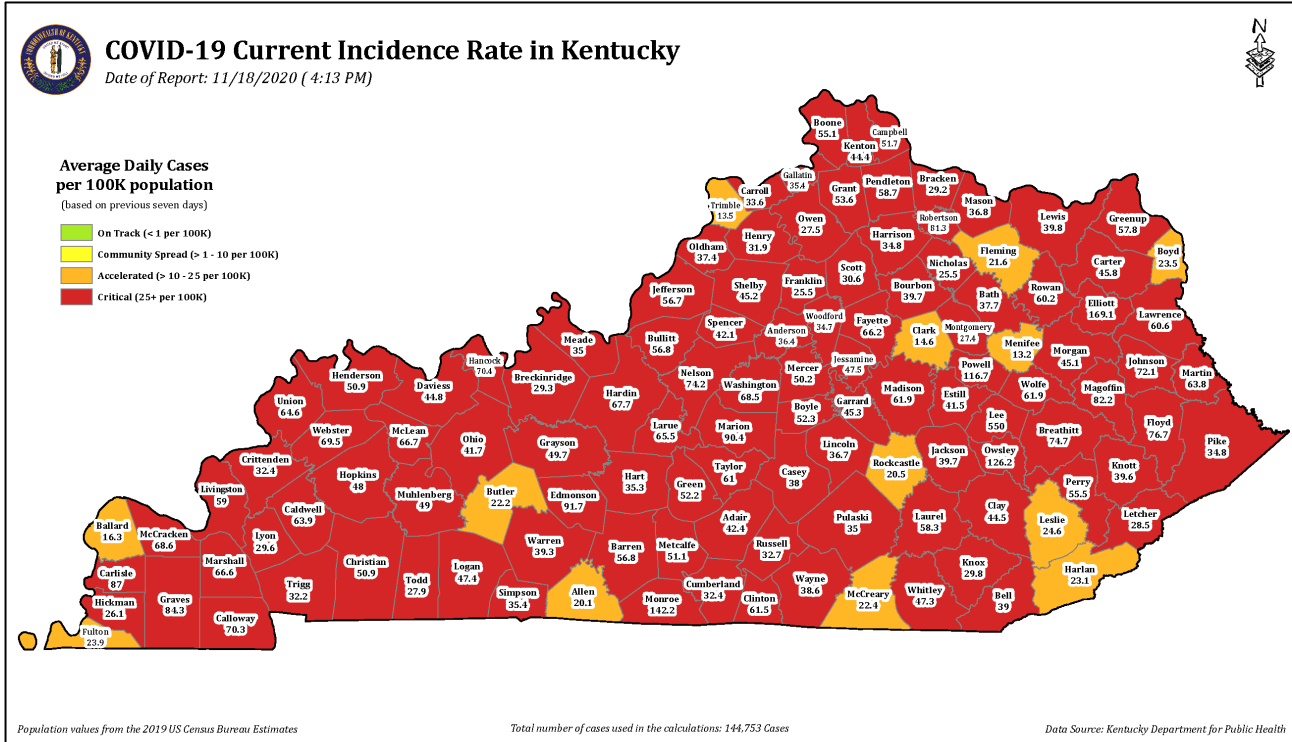 COVID-19 Current Incidence Rate in Kentucky
Date of Report: 11/18/2020 ( 4:13 PM)
N
Average Daily Cases
per 100K population
(based on previous seven days)
On Track (< 1 per 100K)
Community Spread (> 1 - 10 per 100K)
Accelerated (> 10 - 25 per 100K)
Critical (25+ per 100K)
Boone
55.1
Campbell
51.7
Kenton
44.4
Gallatin
35.4
Carroll
33.6
Trimble
13.5
Grant
53.6
Pendleton
58.7
Bracken
29.2
Mason
36.8
Robertson
81.3
Lewis
39.8
Greenup
57.8
Owen
27.5
Henry
31.9
Oldham
37.4
Harrison
34.8
Fleming
21.6
Boyd
23.5
Carter
45.8
Nicholas
25.5
Scott
30.6
Franklin
25.5
Shelby
45.2
Jefferson
56.7
Bourbon
39.7
Bath
37.7
Rowan
60.2
Elliott
169.1
Lawrence
60.6
Spencer
42.1
Anderson
36.4
Woodford
34.7
Fayette
66.2
Clark
14.6
Montgomery
27.4
Menifee
13.2
Morgan
45.1
Johnson
72.1
Martin
63.8
Bullitt
56.8
Meade
35
Hancock
70.4
Breckinridge
29.3
Henderson
50.9
Daviess
44.8
Union
64.6
Nelson
74.2
Washington
68.5
Mercer
50.2
Jessamine
47.5
Madison
61.9
Powell
116.7
Estill
41.5
Wolfe
61.9
Magoffin
82.2
Hardin
67.7
Boyle
52.3
Garrard
45.3
Lee
550
Breathitt
74.7
Floyd
76.7
Pike
34.8
Webster
69.5
McLean
66.7
Ohio
41.7
Grayson
49.7
Larue
65.5
Marion
90.4
Lincoln
36.7
Rockcastle
20.5
Jackson
39.7
Owsley
126.2
Knott
39.6
Perry
55.5
Crittenden
32.4
Livingston
59
Hopkins
48
Muhlenberg
49
Butler
22.2
Edmonson
91.7
Hart
35.3
Green
52.2
Taylor
61
Casey
38
Pulaski
35
Laurel
58.3
Clay
44.5
Leslie
24.6
Letcher
28.5
Ballard
16.3
McCracken
68.6
Caldwell
63.9
Lyon
29.6
Warren
39.3
Barren
56.8
Metcalfe
51.1
Adair
42.4
Russell
32.7
Knox
29.8
Harlan
23.1
Carlisle
87
Marshall
66.6
Trigg
32.2
Christian
50.9
Todd
27.9
Logan
47.4
Simpson
35.4
Allen
20.1
Monroe
142.2
Cumberland
32.4
Clinton
61.5
Wayne
38.6
McCreary
22.4
Whitley
47.3
Bell
39
Hickman
26.1
Graves
84.3
Calloway
70.3
Fulton
23.9
Population values from the 2019 US Census Bureau Estimates
Total number of cases used in the calculations: 144,753 Cases
Data Source: Kentucky Department for Public Health